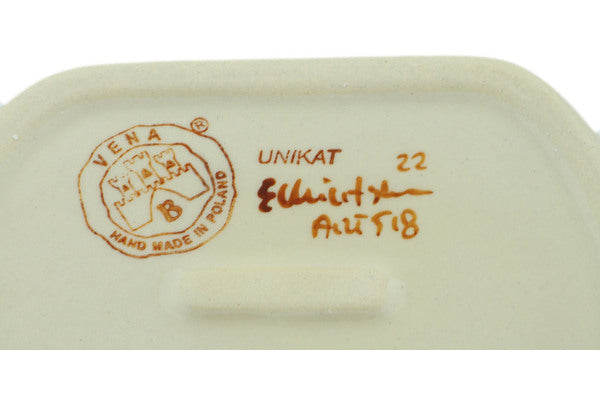 VENA ®
B
HAND MADE IN POLAND
UNIKAT 22
Art 518